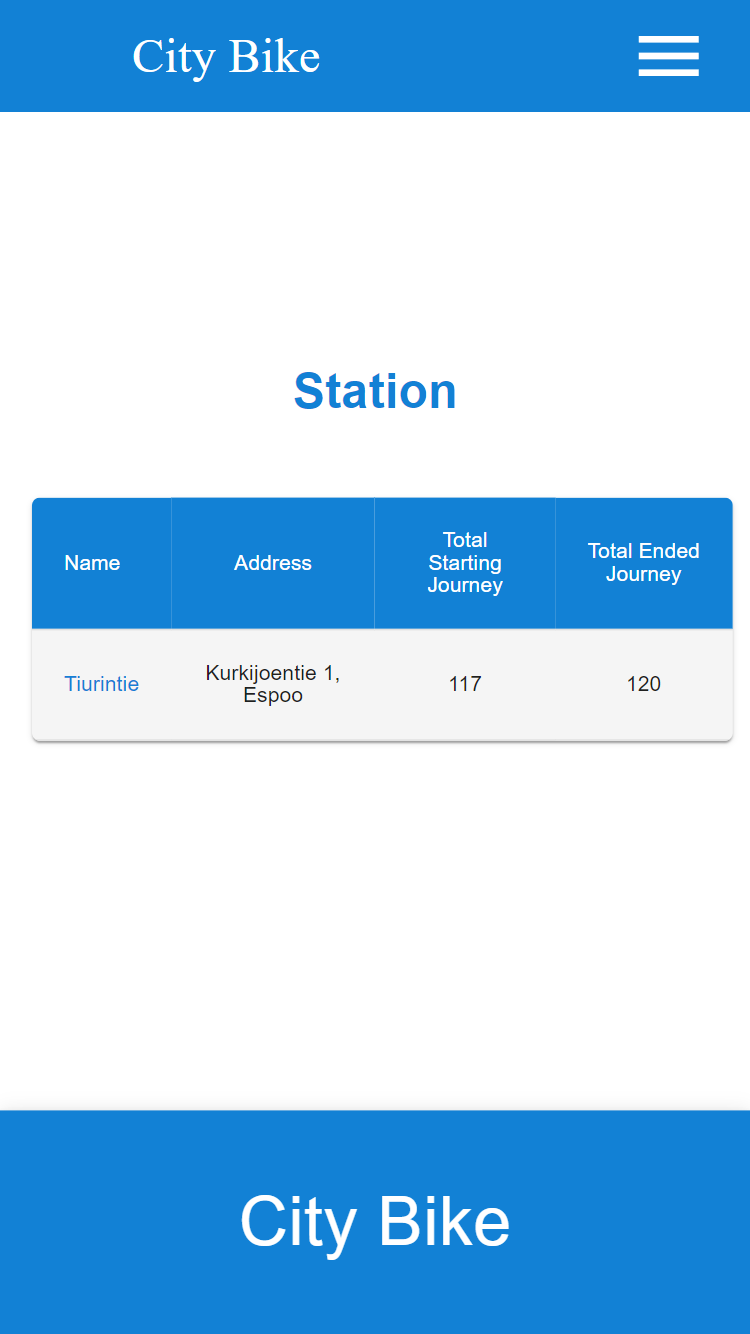 City Bike
Station
Name
Address
Total
Starting
Journey
Total Ended
Journey
Tiurintie
Kurkijoentie 1,
Espoo
117
120
City Bike